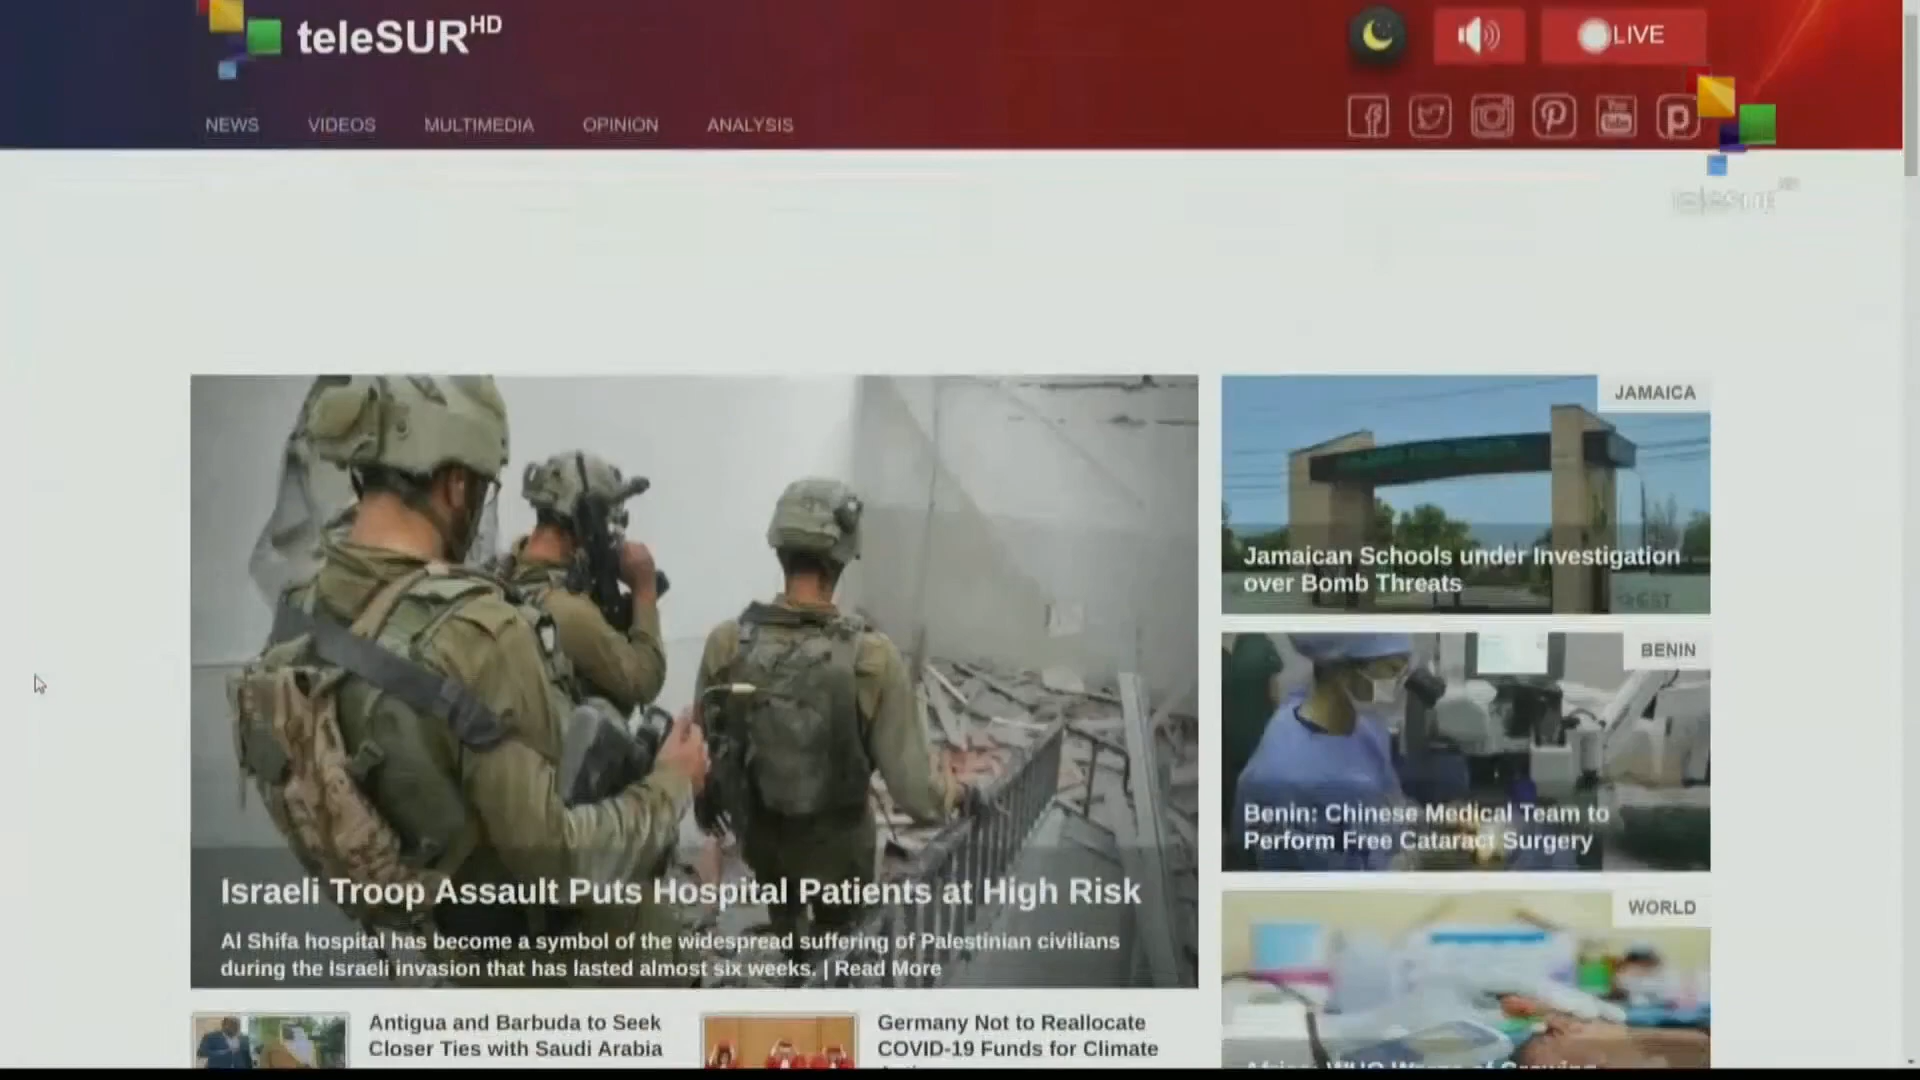 teleSUR HD
LIVE
NEWS VIDEOS MULTIMEDIA OPINION ANALYSIS
teleSUR
JAMAICA
Jamaican Schools under Investigation
over Bomb Threats
BENIN
Benin: Chinese Medical Team to
Perform Free Cataract Surgery
WORLD
Israeli Troop Assault Puts Hospital Patients at High Risk
Al Shifa hospital has become a symbol of the widespread suffering of Palestinian civilians
during the Israeli invasion that has lasted almost six weeks. | Read More
Antigua and Barbuda to Seek
Closer Ties with Saudi Arabia
Germany Not to Reallocate
COVID-19 Funds for Climate